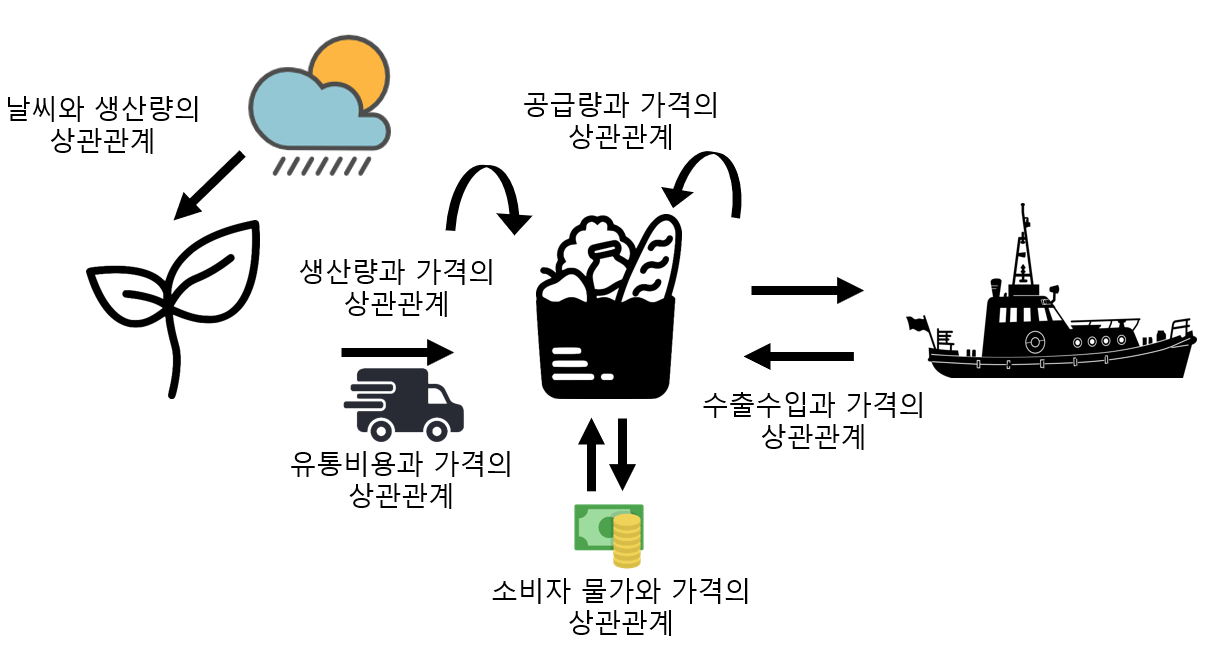 날씨와 생산량의
상관관계
공급량과 가격의
상관관계
생산량과 가격의
상관관계
수출수입과 가격의
상관관계
유통비용과 가격의
상관관계
소비자 물가와 가격의
상관관계